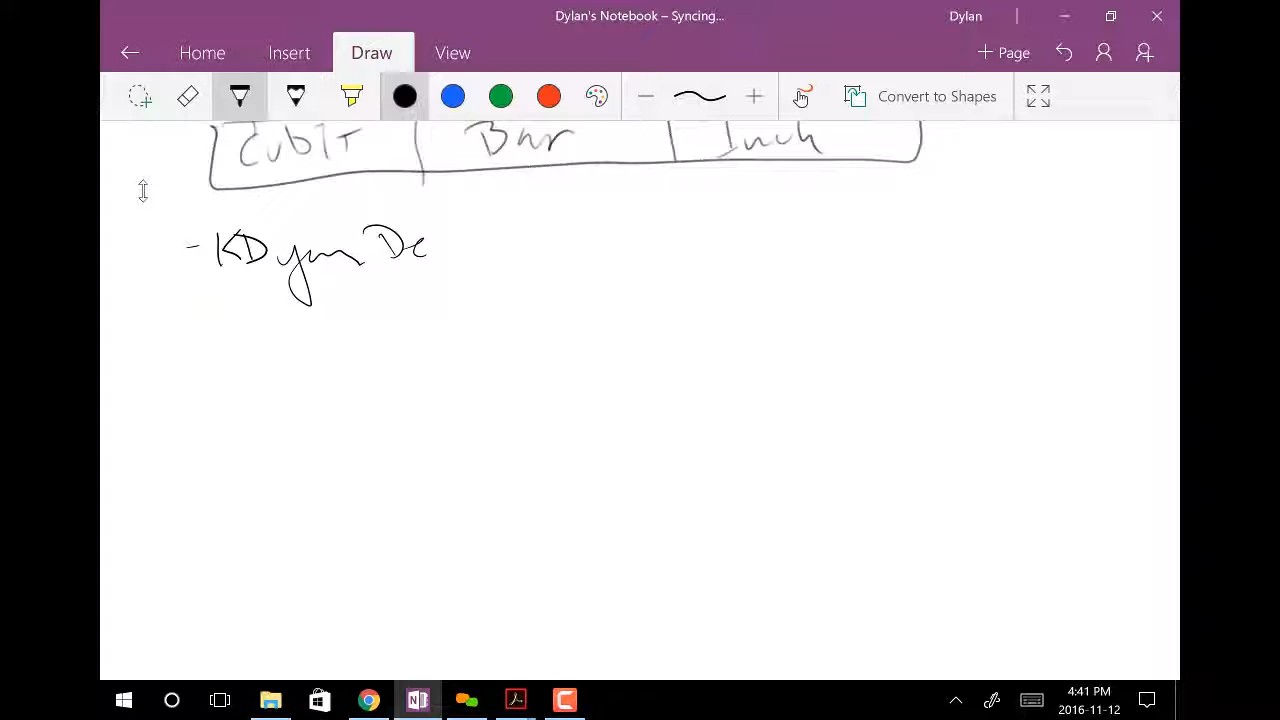 Dylan's Notebook – Syncing...
Dylan
Home
Insert
Draw
View
+ Page
Convert to Shapes
Cubit
Bar
Inch
- KDym De
4:41 PM
2016-11-12